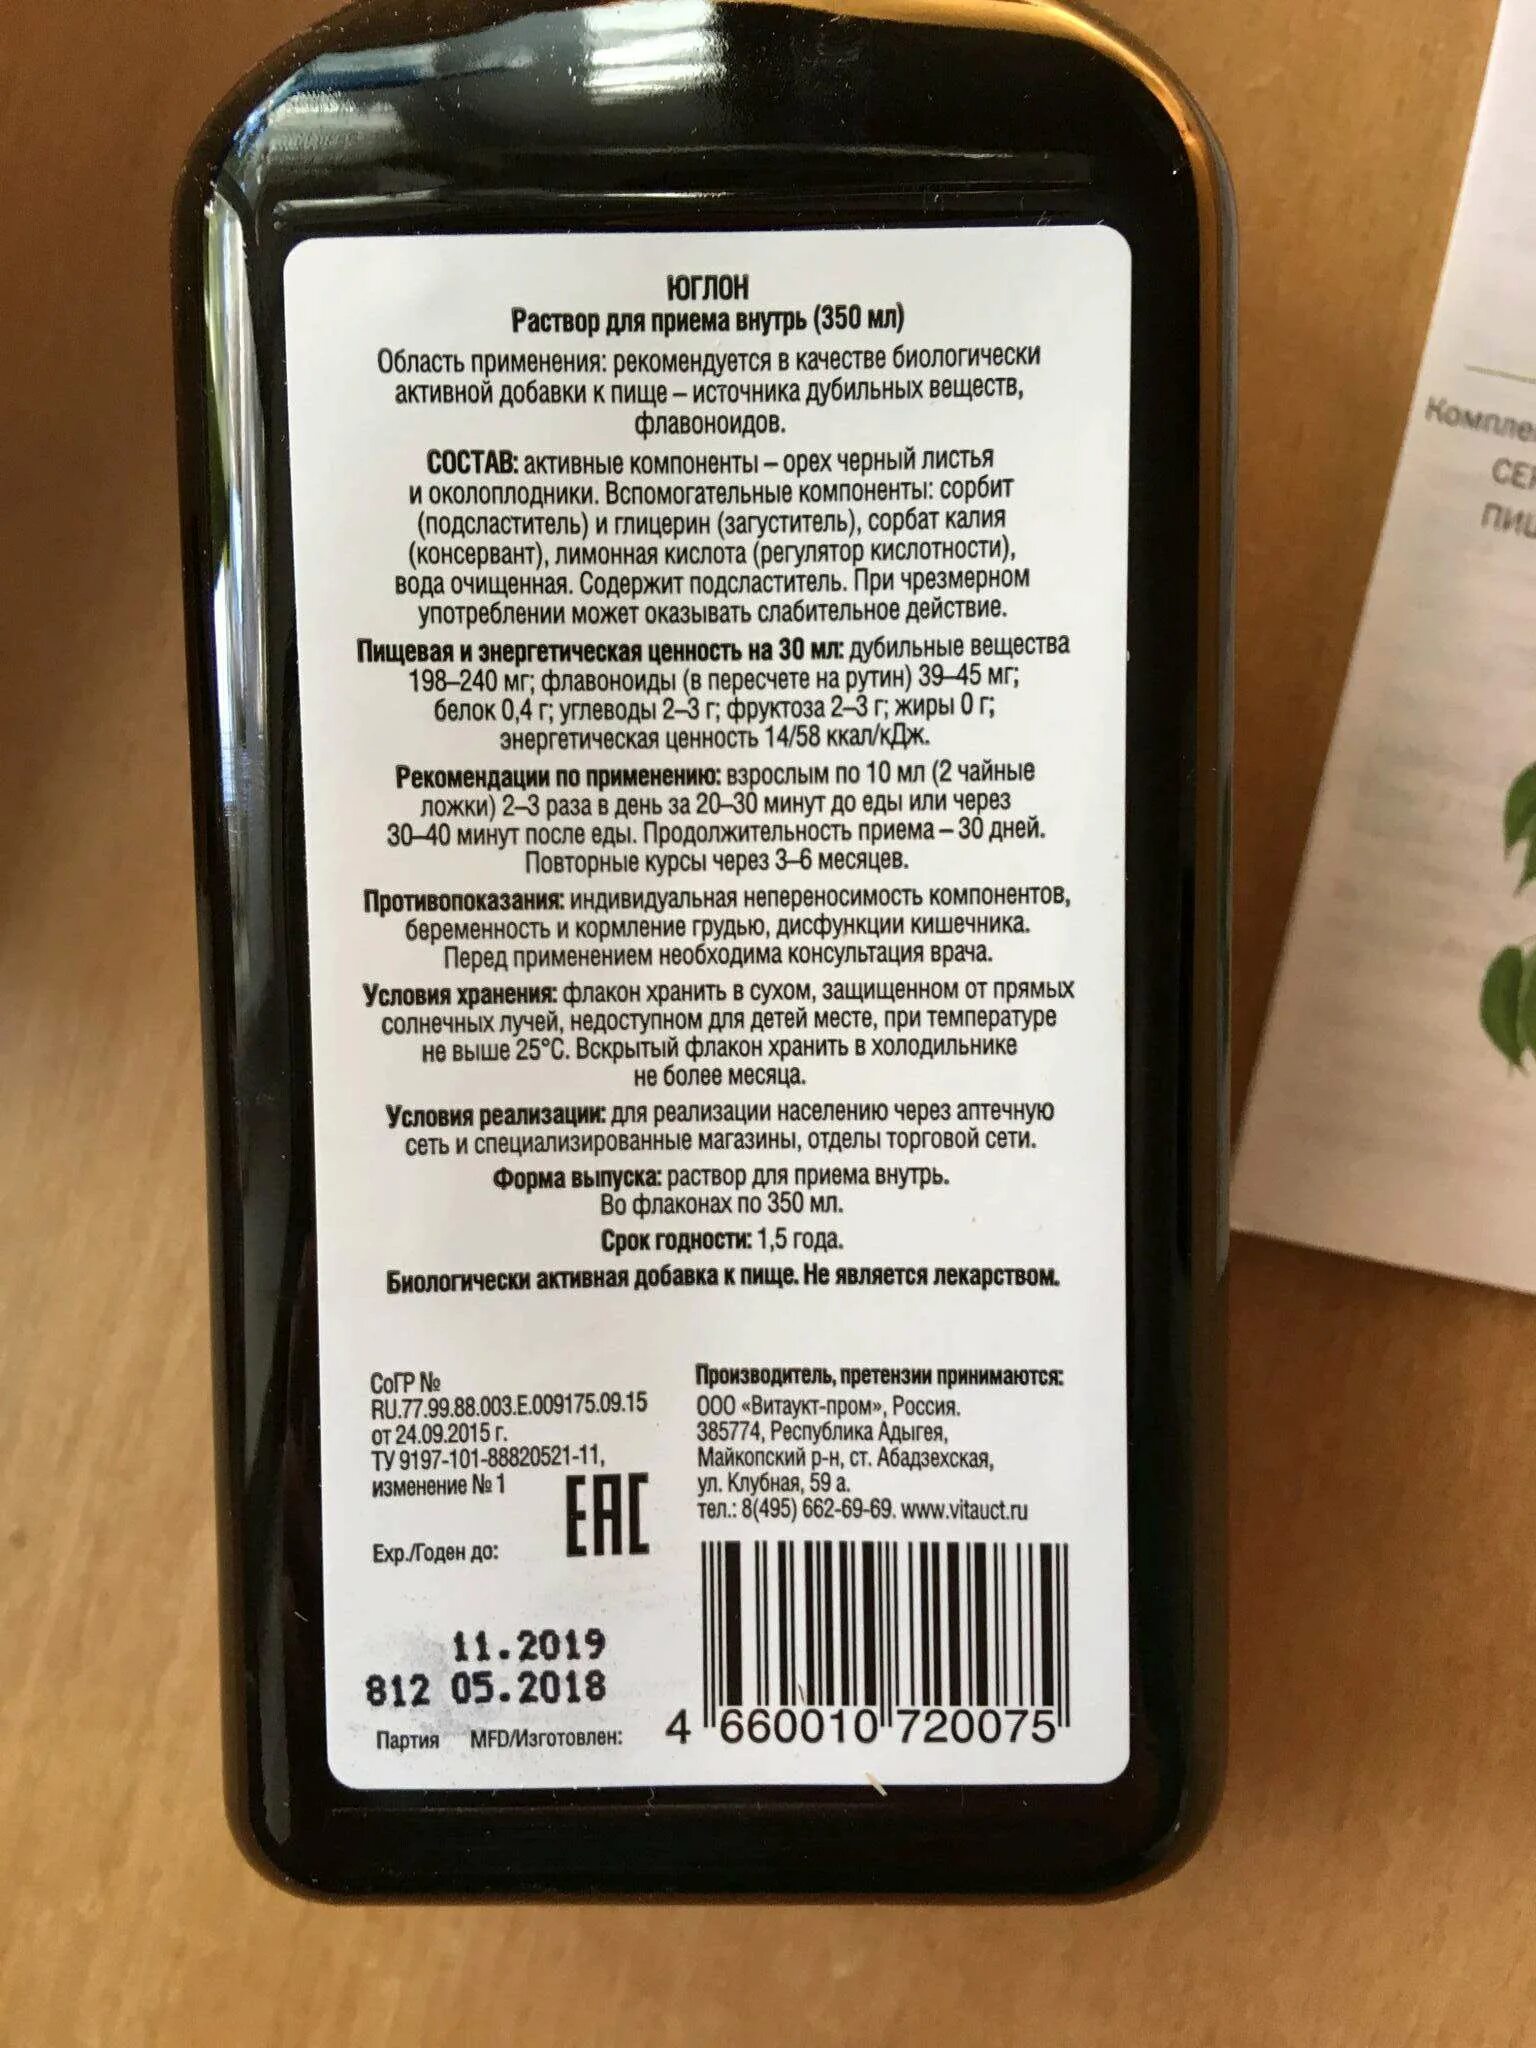 ЮГЛОН
Раствор для приема внутрь (350 мл)
Область применения: рекомендуется в качестве биологически
активной добавки к пище – источника дубильных веществ,
флавоноидов.
СОСТАВ: активные компоненты – орех черный листья
и околоплодники. Вспомогательные компоненты: сорбит
(подсластитель) и глицерин (загуститель), сорбат калия
(консервант), лимонная кислота (регулятор кислотности),
вода очищенная. Содержит подсластитель. При чрезмерном
употреблении может оказывать слабительное действие.
Пищевая и энергетическая ценность на 30 мл: дубильные вещества
198–240 мг; флавоноиды (в пересчете на рутин) 39–45 мг;
белок 0,4 г; углеводы 2–3 г; фруктоза 2–3 г; жиры 0 г;
энергетическая ценность 14/58 ккал/кДж.
Рекомендации по применению: взрослым по 10 мл (2 чайные
ложки) 2–3 раза в день за 20–30 минут до еды или через
30–40 минут после еды. Продолжительность приема – 30 дней.
Повторные курсы через 3–6 месяцев.
Противопоказания: индивидуальная непереносимость компонентов,
беременность и кормление грудью, дисфункции кишечника.
Перед применением необходима консультация врача.
Условия хранения: флакон хранить в сухом, защищенном от прямых
солнечных лучей, недоступном для детей месте, при температуре
не выше 25°С. Вскрытый флакон хранить в холодильнике
не более месяца.
Условия реализации: для реализации населению через аптечную
сеть и специализированные магазины, отделы торговой сети.
Форма выпуска: раствор для приема внутрь.
Во флаконах по 350 мл.
Срок годности: 1,5 года.
Биологически активная добавка к пище. Не является лекарством.
СоГР №
RU.77.99.88.003.Е.009175.09.15
от 24.09.2015 г.
ТУ 9197-101-88820521-11,
изменение № 1
EAC
Exp./Годен до:
11.2019
812 05.2018
Партия MFD/Изготовлен:
Производитель, претензии принимаются:
ООО «Витаукт-пром», Россия.
385774, Республика Адыгея,
Майкопский р-н, ст. Абадзехская,
ул. Клубная, 59 а.
тел.: 8(495) 662-69-69. www.vitauct.ru
4 660010 720075